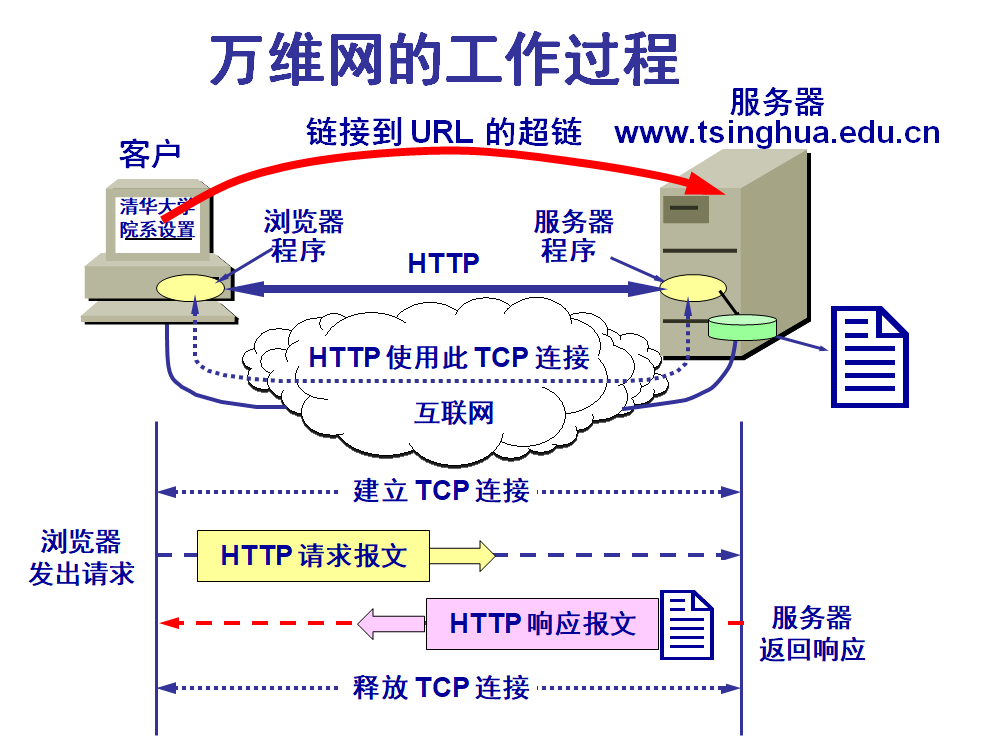 万维网的工作过程
服务器
链接到 URL 的超链
www.tsinghua.edu.cn
客户
清华大学
院系设置
浏览器
程序
服务器
程序
HTTP
HTTP 使用此 TCP 连接
互联网
建立 TCP 连接
浏览器
发出请求
HTTP 请求报文
HTTP 响应报文
服务器
返回响应
释放 TCP 连接